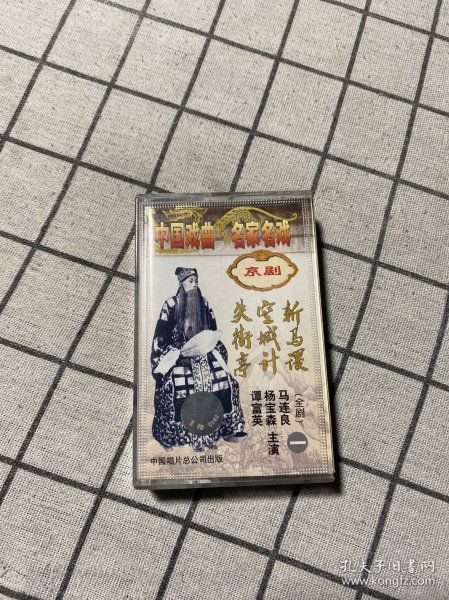 中国戏曲 名家名戏
京剧
失街亭
空城计
斩马谡
(全剧)
马连良
杨宝森 主演
谭富英
一
中国唱片总公司出版
孔夫子旧书网
www.kongfz.com